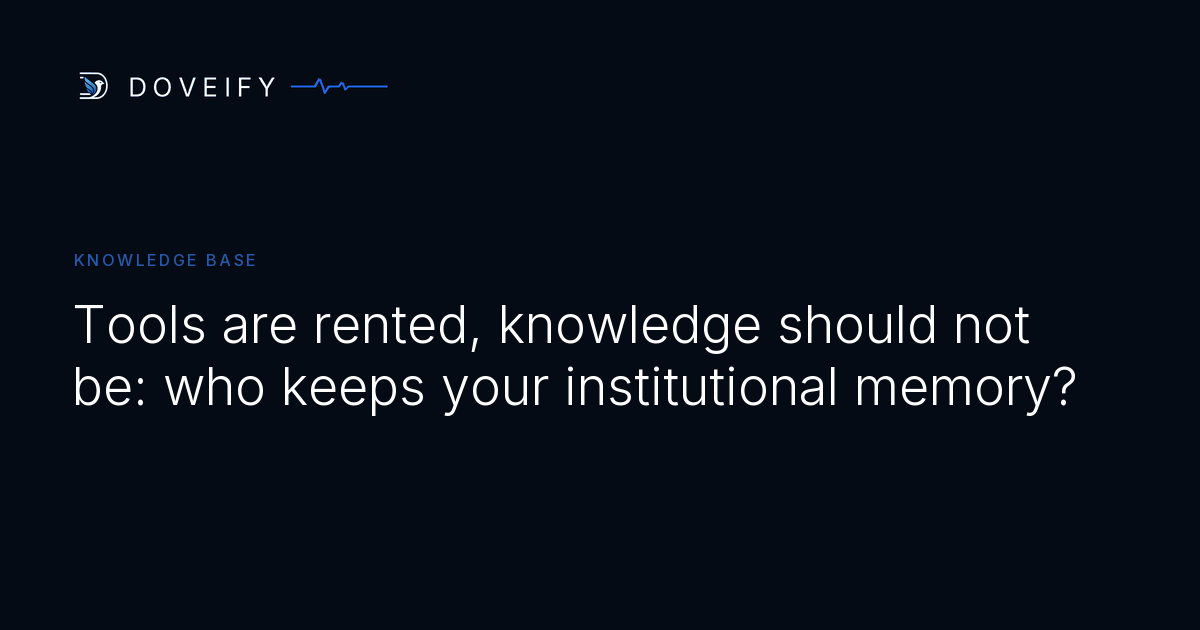 DOVEIFY
KNOWLEDGE BASE
Tools are rented, knowledge should not
be: who keeps your institutional memory?